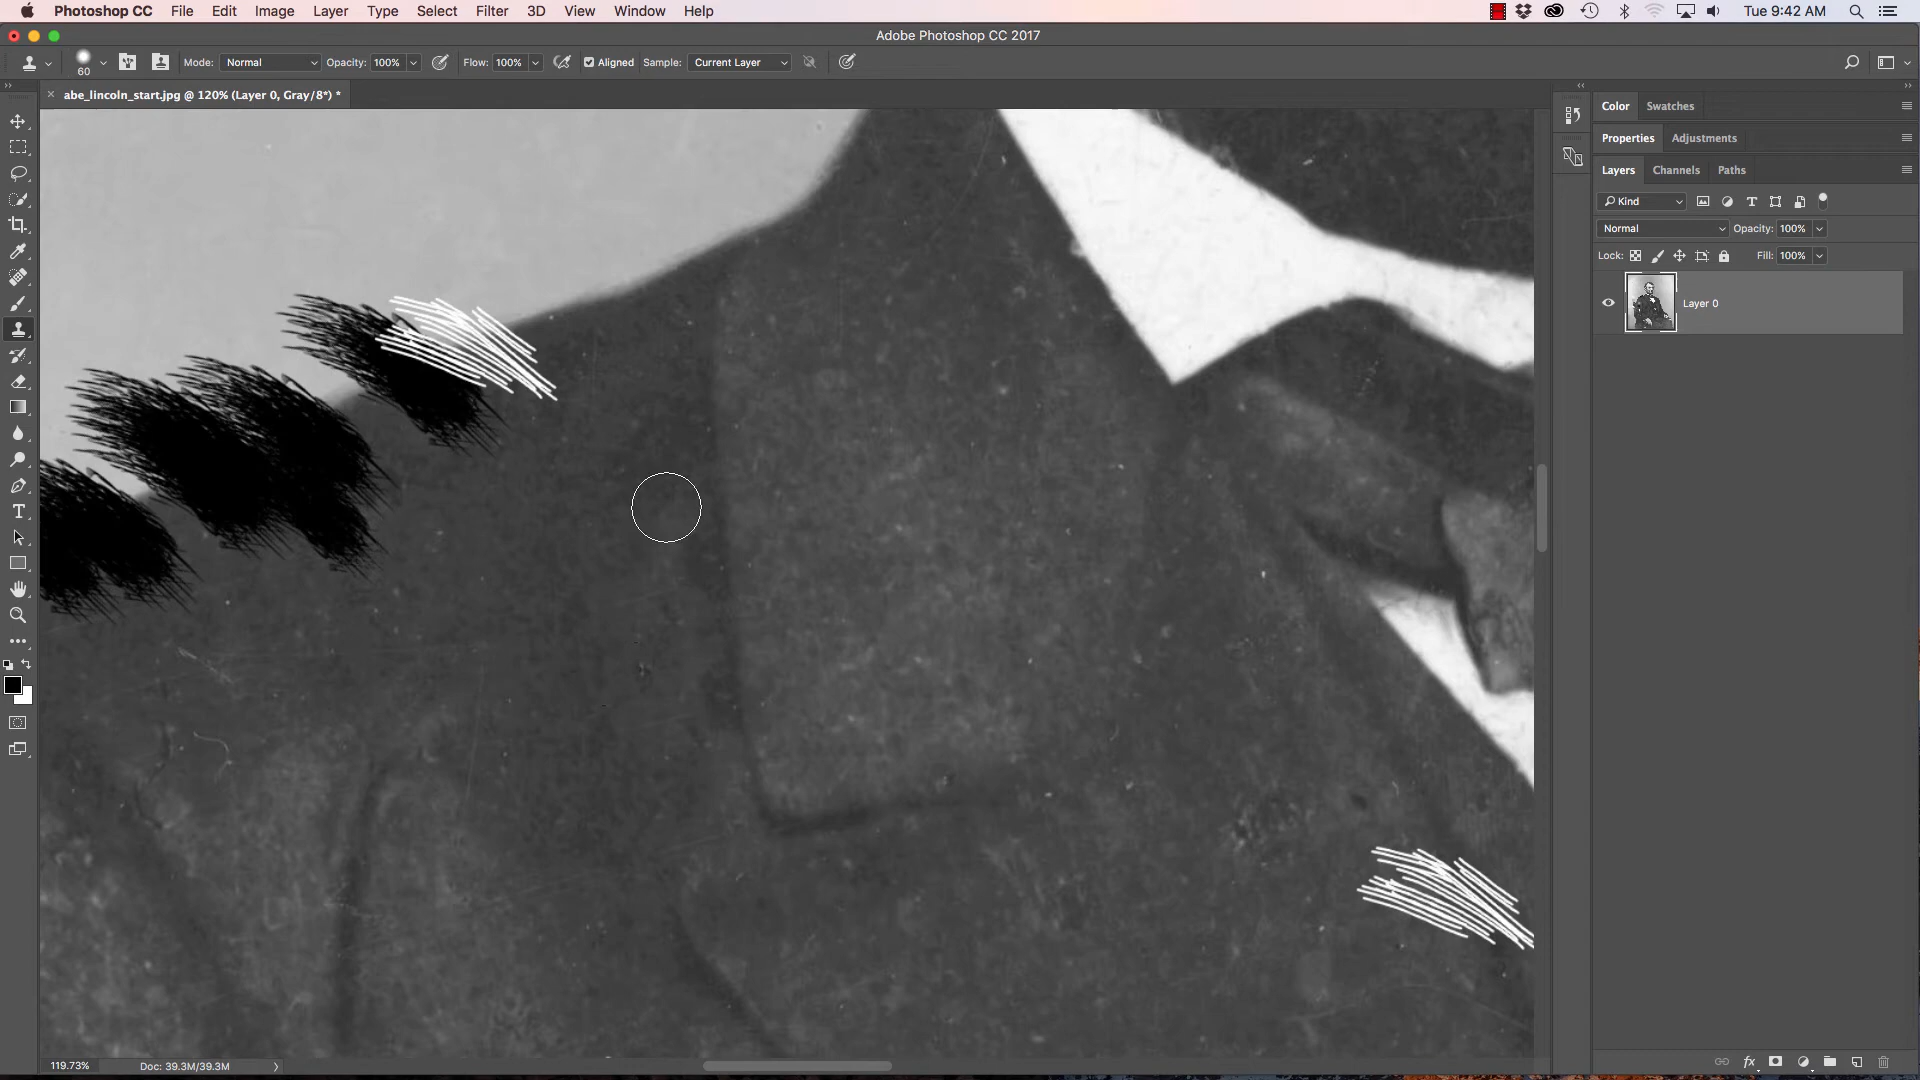 Photoshop CC File Edit Image Layer Type Select Filter 3D View Window Help Tue 9:42 AM
Adobe Photoshop CC 2017
60 Mode: Normal Opacity: 100% Flow: 100% Aligned Sample: Current Layer
abe_lincoln_start.jpg @ 120% (Layer 0, Gray/8*) *
Color Swatches
Properties Adjustments
Layers Channels Paths
Kind
Normal Opacity: 100%
Lock: Fill: 100%
Layer 0
119.73% Doc: 39.3M/39.3M